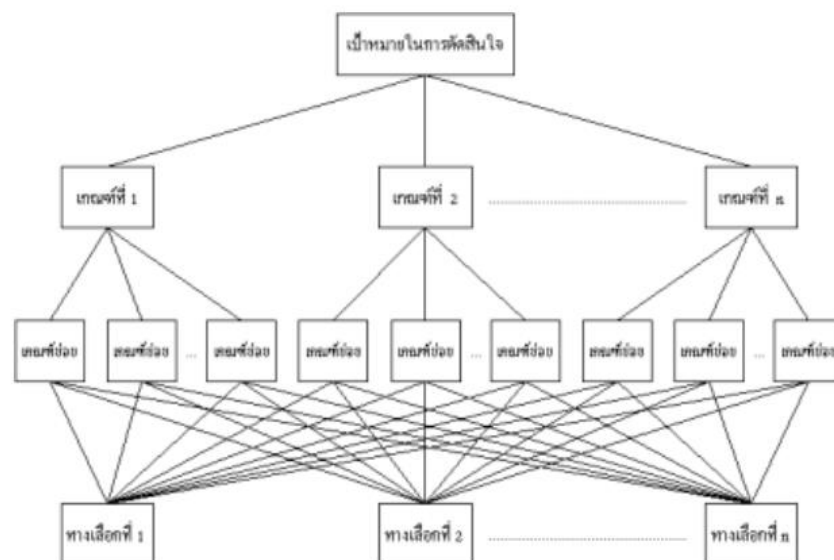 เป้าหมายในการตัดสินใจ
เกณฑ์ที่ 1
เกณฑ์ที่ 2
เกณฑ์ที่ n
เกณฑ์ย่อย เกณฑ์ย่อย ... เกณฑ์ย่อย เกณฑ์ย่อย เกณฑ์ย่อย ... เกณฑ์ย่อย เกณฑ์ย่อย เกณฑ์ย่อย ... เกณฑ์ย่อย
ทางเลือกที่ 1
ทางเลือกที่ 2
ทางเลือกที่ n